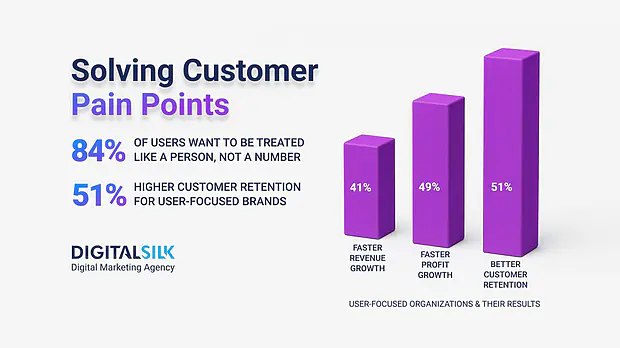 Solving Customer
Pain Points
84%
OF USERS WANT TO BE TREATED
LIKE A PERSON, NOT A NUMBER
51%
HIGHER CUSTOMER RETENTION
FOR USER-FOCUSED BRANDS
DIGITALSILK
Digital Marketing Agency
41%
49%
51%
FASTER
REVENUE
GROWTH
FASTER
PROFIT
GROWTH
BETTER
CUSTOMER
RETENTION
USER-FOCUSED ORGANIZATIONS & THEIR RESULTS